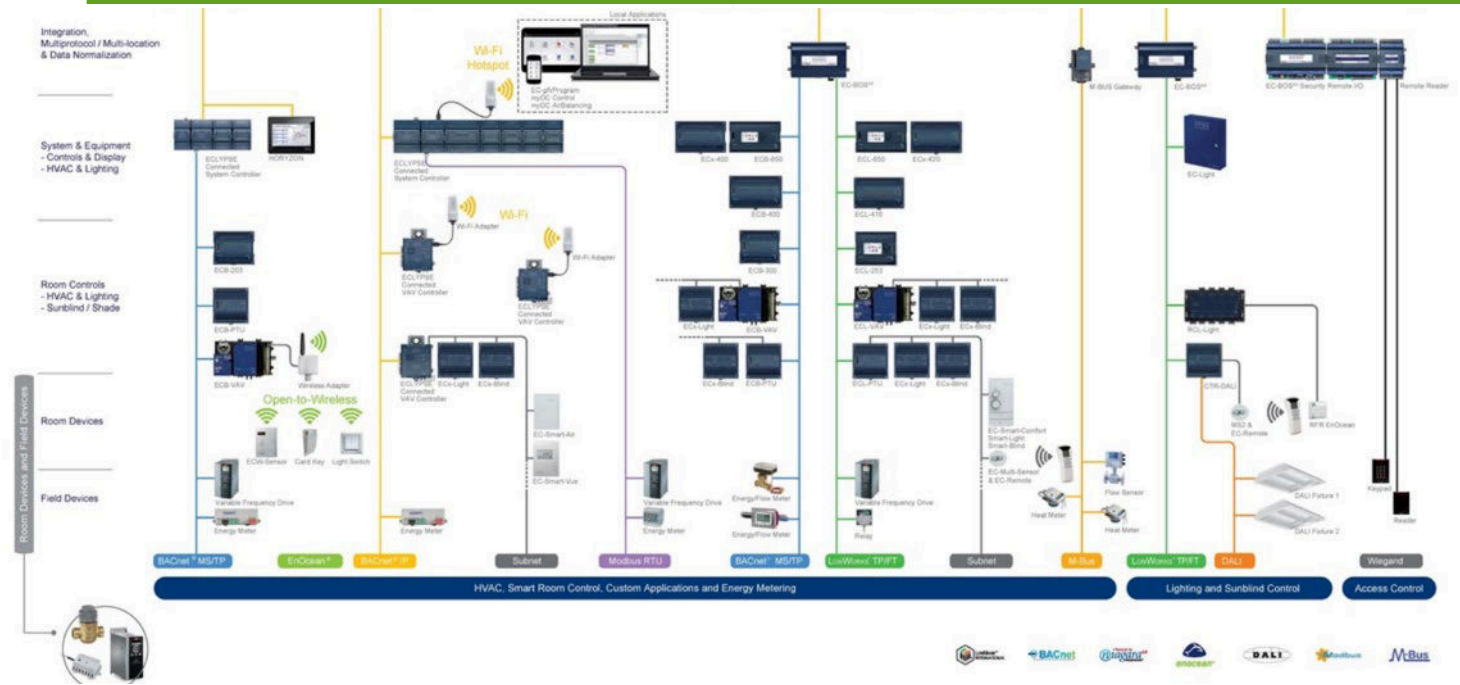 Integration,
Multiprotocol / Multi-location
& Data Normalization
System & Equipment
- Controls & Display
- HVAC & Lighting
Room Controls
- HVAC & Lighting
- Sunblind / Shade
Room Devices
Field Devices
Room Devices and Field Devices
Local Applications
Wi-Fi
Hotspot
EC-gfxProgram
myDC Control
myDC AirBalancing
EC-BOS
M-BUS Gateway
EC-BOS
EC-BOS Security
Remote I/O
Remote Reader
ECLYPSE
Connected
System Controller
HORYZON
ECLYPSE
Connected
System Controller
ECx-400
ECB-600
ECL-600
ECx-420
EC-Light
ECB-400
ECL-410
Wi-Fi
Wi-Fi Adapter
Wi-Fi Adapter
ECB-203
ECLYPSE
Connected
VAV Controller
ECLYPSE
Connected
VAV Controller
ECB-300
ECL-203
ECB-PTU
ECx-Light
ECB-VAV
ECL-VAV
ECx-Light
ECx-Blind
RCL-Light
ECB-VAV
Wireless Adapter
ECLYPSE
Connected
VAV Controller
ECx-Light
ECx-Blind
ECx-Blind
ECB-PTU
ECL-PTU
ECx-Light
ECx-Blind
CTR-DALI
Open-to-Wireless
ECW-Sensor
Card Key
Light Switch
EC-Smart-Air
EC-Smart-Vue
EC-Smart-Comfort
Smart-Light
Smart-Blind
EC-Multi-Sensor
& EC-Remote
MS2 &
EC-Remote
RFR EnOcean
Variable Frequency Drive
Variable Frequency Drive
Energy/Flow Meter
Variable Frequency Drive
Heat Meter
Flow Sensor
DALI Fixture 1
Keypad
Energy Meter
Energy Meter
Energy Meter
Energy/Flow Meter
Relay
Heat Meter
DALI Fixture 2
Reader
BACnet® MS/TP
EnOcean®
BACnet® IP
Subnet
Modbus RTU
BACnet® MS/TP
LonWorks® TP/FT
Subnet
M-Bus
LonWorks® TP/FT
DALI
Wiegand
HVAC, Smart Room Control, Custom Applications and Energy Metering
Lighting and Sunblind Control
Access Control
LonMark®
INTERNATIONAL
BACnet
niagara
enocean®
DALI
Modbus
M-Bus